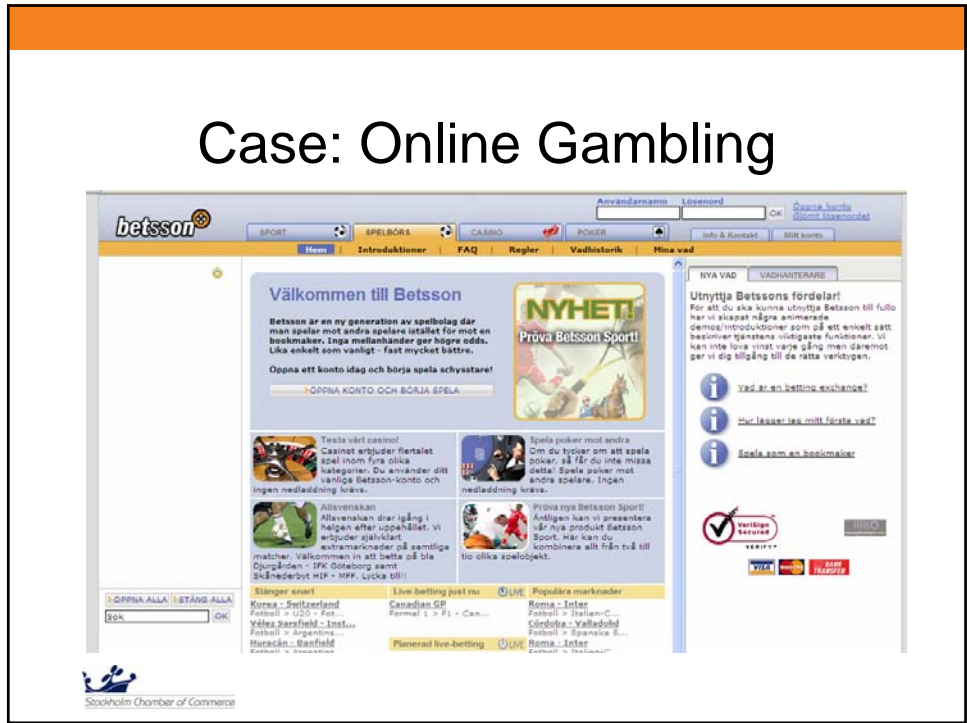 Case: Online Gambling
betsson
Användarnamn Lösenord
OK
Öppna konto
Glömt lösenordet
SPORT SPELBÖRS CASINO POKER
Info & Kontakt Mitt konto
Hem | Introduktioner | FAQ | Regler | Vadhistorik | Mina vad
Välkommen till Betsson
Betsson är en ny generation av spelbolag där
man spelar mot andra spelare istället för mot en
bookmaker. Inga mellanhänder ger högre odds.
Lika enkelt som vanligt - fast mycket bättre.
Öppna ett konto idag och börja spela schysstare!
ÖPPNA KONTO OCH BÖRJA SPELA
NYHET!
Pröva Betsson Sport!
NYA VAD VADHANTERARE
Utnyttja Betssons fördelar!
För att du ska kunna utnyttja Betsson till fullo
har vi skapat några animerade
demos/introduktioner som på ett enkelt sätt
beskriver tjänstens viktigaste funktioner. Vi
kan inte lova vinst varje gång men däremot
ger vi dig tillgång till de rätta verktygen.
Vad är en betting exchange?
Hur lägger jag mitt första vad?
Spela som en bookmaker
Testa vårt casino!
Casinot erbjuder flertalet
spel inom fyra olika
kategorier. Du använder ditt
vanliga Betsson-konto och
ingen nedladdning krävs.
Spela poker mot andra
Om du tycker om att spela
poker, så får du inte missa
detta! Spela poker mot
andra spelare. Ingen
nedladdning krävs.
Allsvenskan
Allsvenskan drar igång i
helgen efter uppehållet. Vi
erbjuder självklart
extramarknader på samtliga
matcher. Välkommen in att betta på bla
Djurgården - IFK Göteborg samt
Skånederbyt HIF - MFF. Lycka till!!
Pröva nya Betsson Sport!
Äntligen kan vi presentera
vår nya produkt Betsson
Sport. Här kan du
kombinera allt från två till
tio olika spelobjekt.
VeriSign
Secured
VERIFY
VISA
BANK
TRANSFER
ÖPPNA ALLA STÄNG ALLA
Sök OK
Stänger snart
Korea - Switzerland
Fotboll > U20 - Fot...
Vélez Sarsfield - Inst...
Fotboll > Argentins...
Huracán - Banfield
Fotboll > Argentins...
Live-betting just nu LIVE
Canadian GP
Formel 1 > F1 - Can...
Planerad live-betting LIVE
Populära marknader
Roma - Inter
Fotboll > Italien-C...
Córdoba - Valladolid
Fotboll > Spanska S...
Roma - Inter
Fotboll > Italien-C...
Stockholm Chamber of Commerce